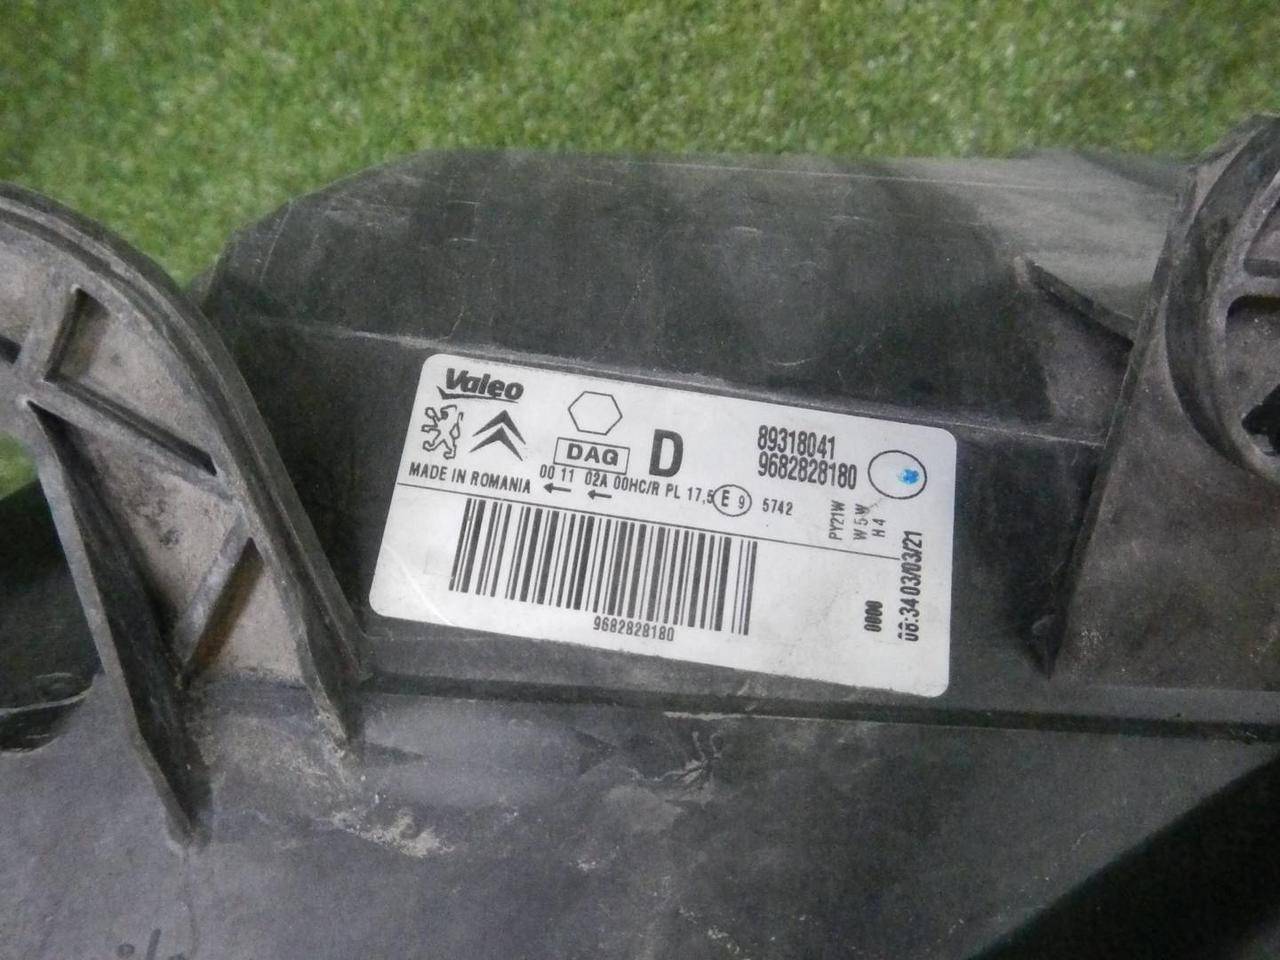 Valeo
DAQ
D
89318041
9682828180
MADE IN ROMANIA
00 11 02A 00HC/R PL 17,5 E 9 5742
PY21W
W5W
H4
9682828180
0000
08:34 03/03/21